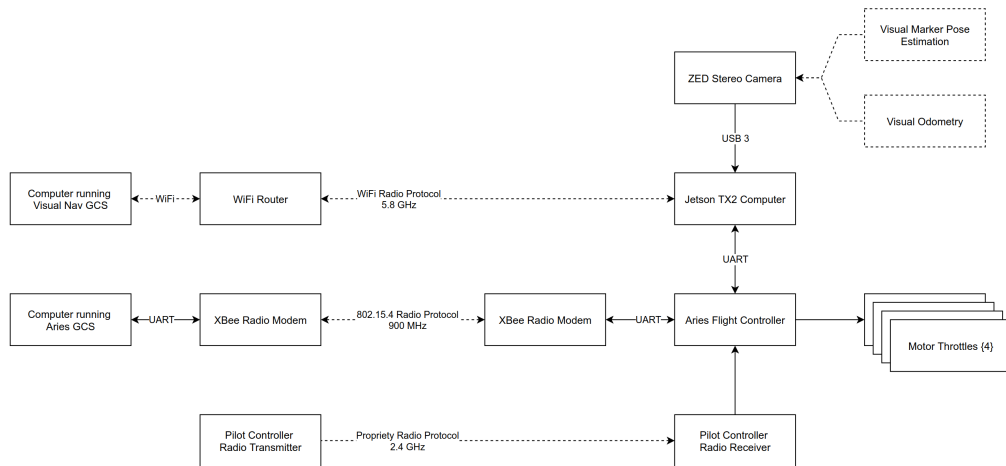 Visual Marker Pose
Estimation
ZED Stereo Camera
Visual Odometry
USB 3
Computer running
Visual Nav GCS
WiFi
WiFi Router
WiFi Radio Protocol
5.8 GHz
Jetson TX2 Computer
UART
Computer running
Aries GCS
UART
XBee Radio Modem
802.15.4 Radio Protocol
900 MHz
XBee Radio Modem
UART
Aries Flight Controller
Motor Throttles {4}
Pilot Controller
Radio Transmitter
Propriety Radio Protocol
2.4 GHz
Pilot Controller
Radio Receiver